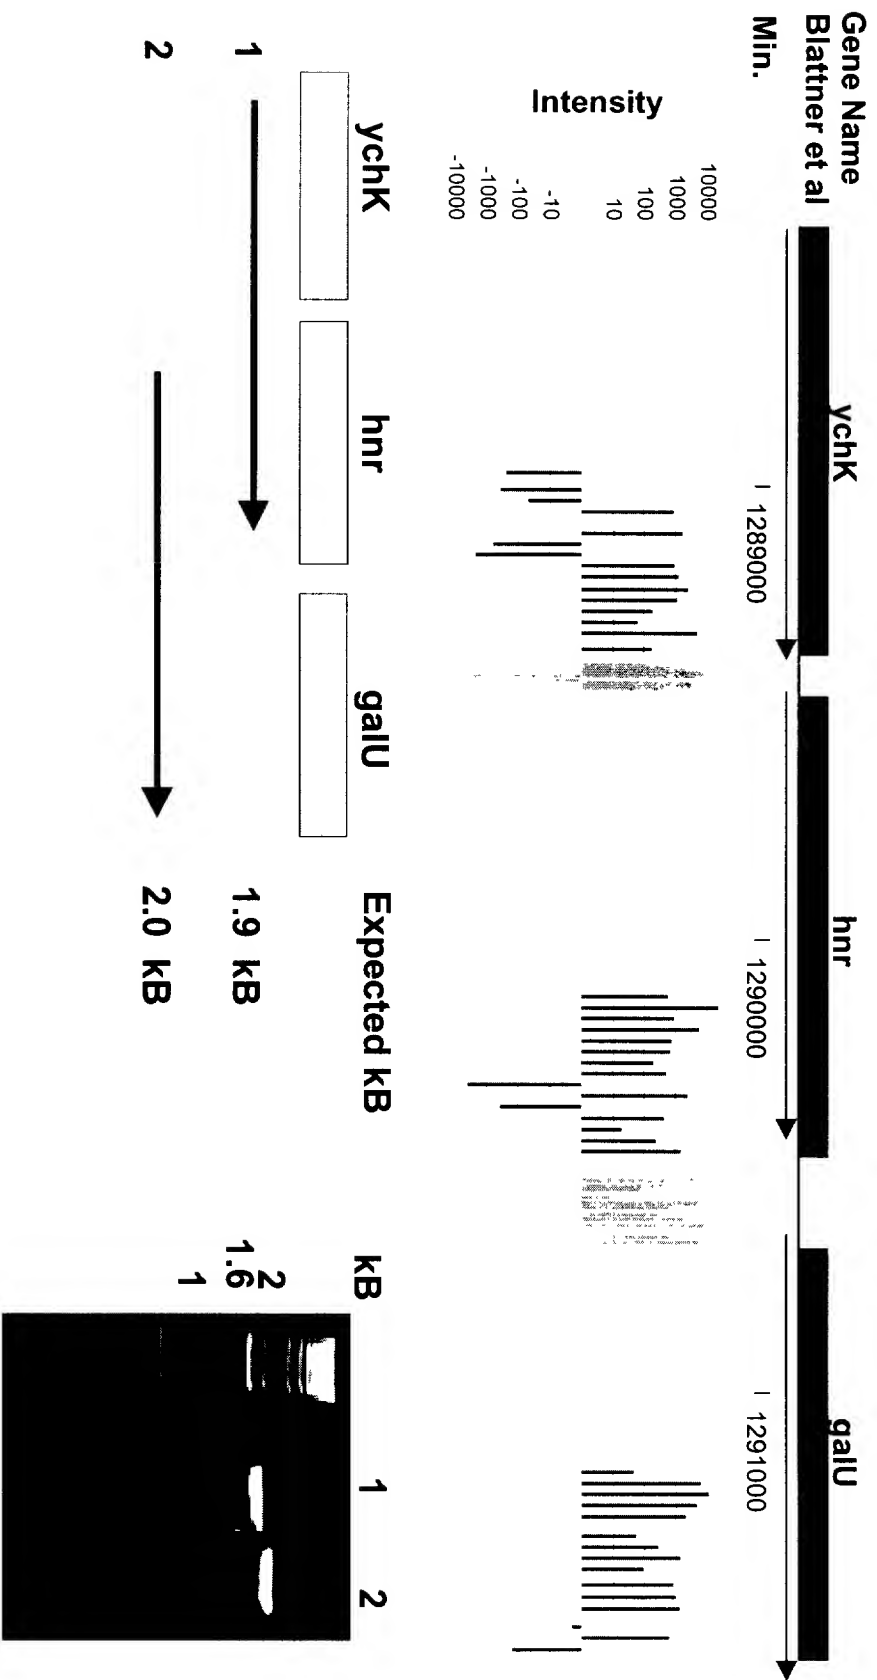 Gene Name
Blattner et al
ychK hnr galU
Min.
1289000 1290000 1291000
Intensity
10000
1000
100
10
-10
-100
-1000
-10000
ychK hnr galU Expected kB
1 1.9 kB
2 2.0 kB
kB 1 2
2
1.6
1